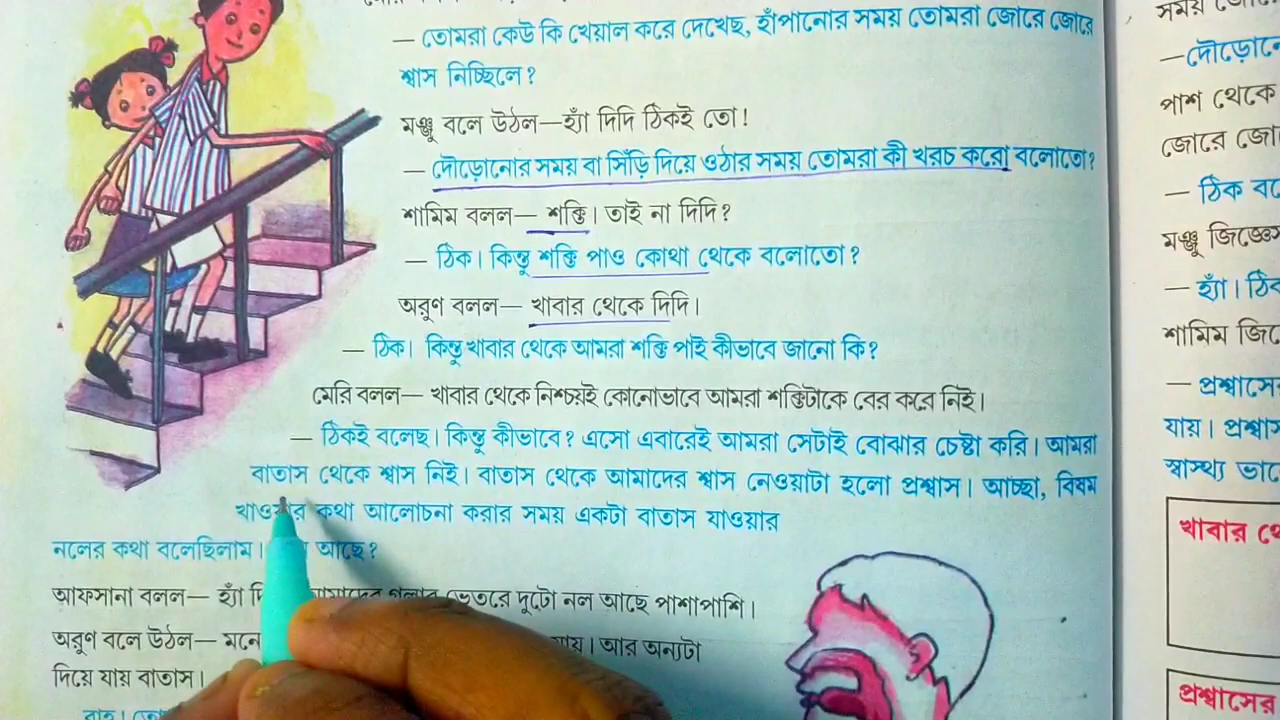 — তোমরা কেউ কি খেয়াল করে দেখেছ, হাঁপানোর সময় তোমরা জোরে জোরে
শ্বাস নিচ্ছিলে?
মঞ্জু বলে উঠল—হ্যাঁ দিদি ঠিকই তো!
— দৌড়োনোর সময় বা সিঁড়ি দিয়ে ওঠার সময় তোমরা কী খরচ করো বলোতো?
শামিম বলল— শক্তি। তাই না দিদি?
— ঠিক। কিন্তু শক্তি পাও কোথা থেকে বলোতো?
অরুণ বলল— খাবার থেকে দিদি।
— ঠিক। কিন্তু খাবার থেকে আমরা শক্তি পাই কীভাবে জানো কি?
মেরি বলল— খাবার থেকে নিশ্চয়ই কোনোভাবে আমরা শক্তিটাকে বের করে নিই।
— ঠিকই বলেছ। কিন্তু কীভাবে? এসো এবারেই আমরা সেটাই বোঝার চেষ্টা করি। আমরা
বাতাস থেকে শ্বাস নিই। বাতাস থেকে আমাদের শ্বাস নেওয়াটা হলো প্রশ্বাস। আচ্ছা, বিষম
খাওয়ার কথা আলোচনা করার সময় একটা বাতাস যাওয়ার
নলের কথা বলেছিলাম। আছে?
আফসানা বলল— হ্যাঁ ভেতরে দুটো নল আছে পাশাপাশি।
অরুণ বলে উঠল— মনে যায়। আর অন্যটা
দিয়ে যায় বাতাস।
সময়
—দৌড়োনে
পাশ থেকে
জোরে জো
— ঠিক ব
মঞ্জু জিজ্ঞেস
— হ্যাঁ। ঠিক
শামিম জি
— প্রশ্বাসে
যায়। প্রশ্বা
স্বাস্থ্য ভা
খাবার থে
প্রশ্বাসের